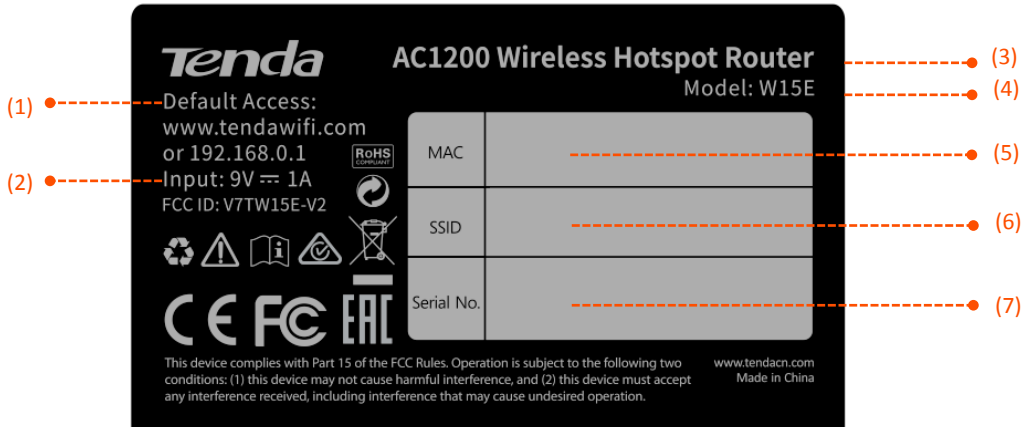 Tenda
AC1200 Wireless Hotspot Router
(3)
Model: W15E
(4)
(1)
Default Access:
www.tendawifi.com
or 192.168.0.1
RoHS
COMPLIANT
MAC
(5)
(2)
Input: 9V ⎓ 1A
FCC ID: V7TW15E-V2
SSID
(6)
Serial No.
(7)
CE FC EAC
This device complies with Part 15 of the FCC Rules. Operation is subject to the following two
conditions: (1) this device may not cause harmful interference, and (2) this device must accept
any interference received, including interference that may cause undesired operation.
www.tendacn.com
Made in China